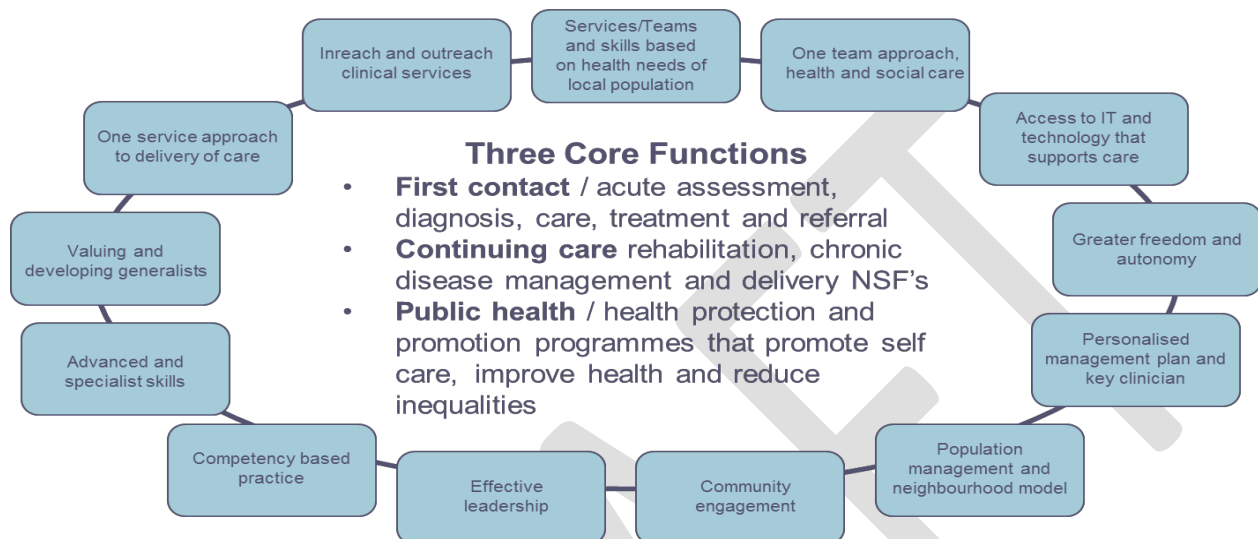 Services/Teams
and skills based
on health needs of
local population
One team approach,
health and social care
Access to IT and
technology that
supports care
Greater freedom and
autonomy
Personalised
management plan and
key clinician
Population
management and
neighbourhood model
Community
engagement
Effective
leadership
Competency based
practice
Advanced and
specialist skills
Valuing and
developing generalists
One service approach
to delivery of care
Inreach and outreach
clinical services
Three Core Functions
• First contact / acute assessment,
diagnosis, care, treatment and referral
• Continuing care rehabilitation, chronic
disease management and delivery NSF's
• Public health / health protection and
promotion programmes that promote self
care, improve health and reduce
inequalities